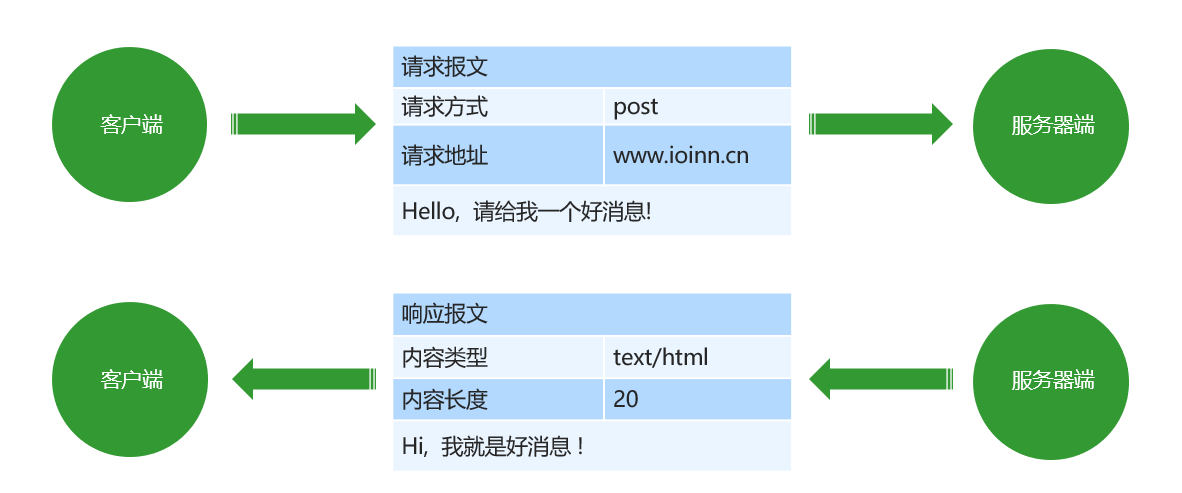 客户端
请求报文
请求方式 post
请求地址 www.ioinn.cn
Hello, 请给我一个好消息!
服务器端
客户端
响应报文
内容类型 text/html
内容长度 20
Hi, 我就是好消息！
服务器端